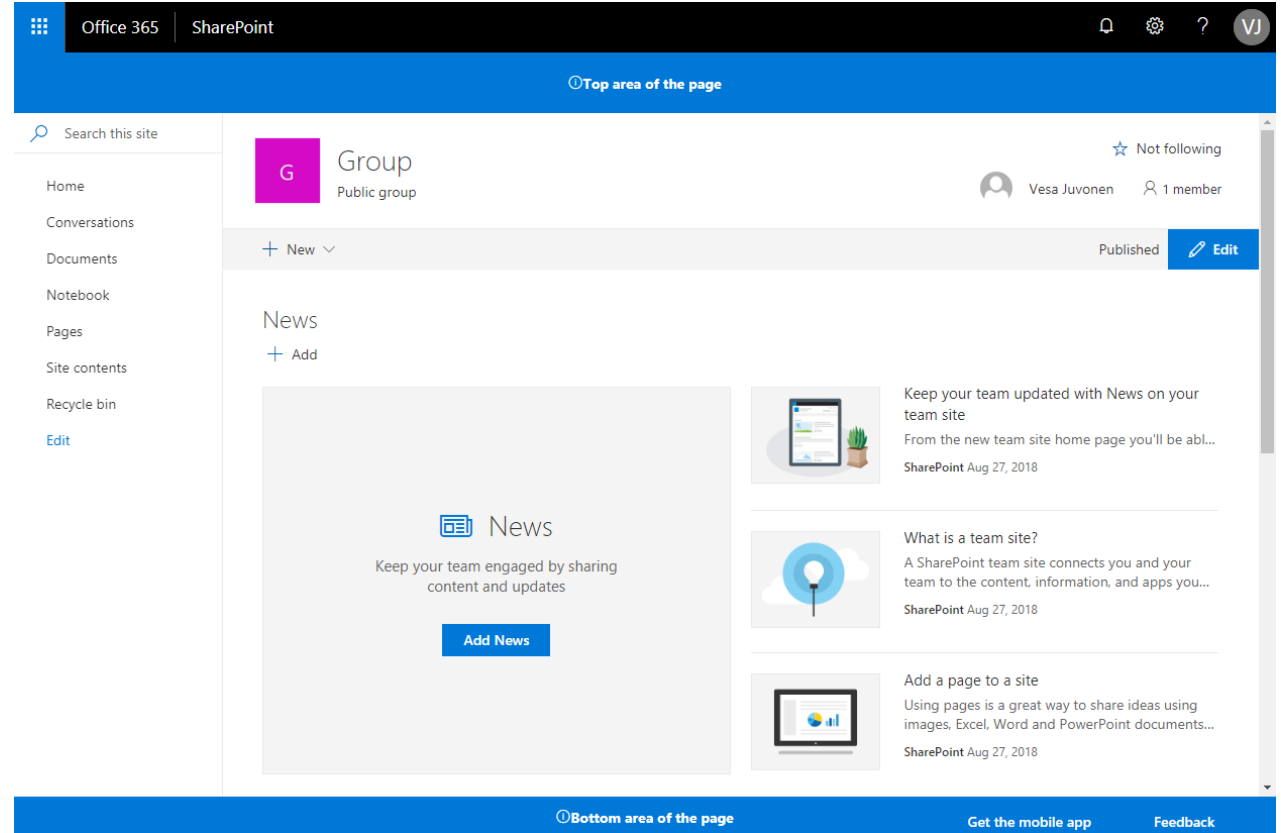 Office 365 SharePoint ? VJ
Top area of the page
Search this site
Home
Conversations
Documents
Notebook
Pages
Site contents
Recycle bin
Edit
G
Group
Public group
Not following
Vesa Juvonen 1 member
New
Published Edit
News
Add
News
Keep your team engaged by sharing
content and updates
Add News
Keep your team updated with News on your
team site
From the new team site home page you'll be abl...
SharePoint Aug 27, 2018
What is a team site?
A SharePoint team site connects you and your
team to the content, information, and apps you...
SharePoint Aug 27, 2018
Add a page to a site
Using pages is a great way to share ideas using
images, Excel, Word and PowerPoint documents...
SharePoint Aug 27, 2018
Bottom area of the page
Get the mobile app Feedback